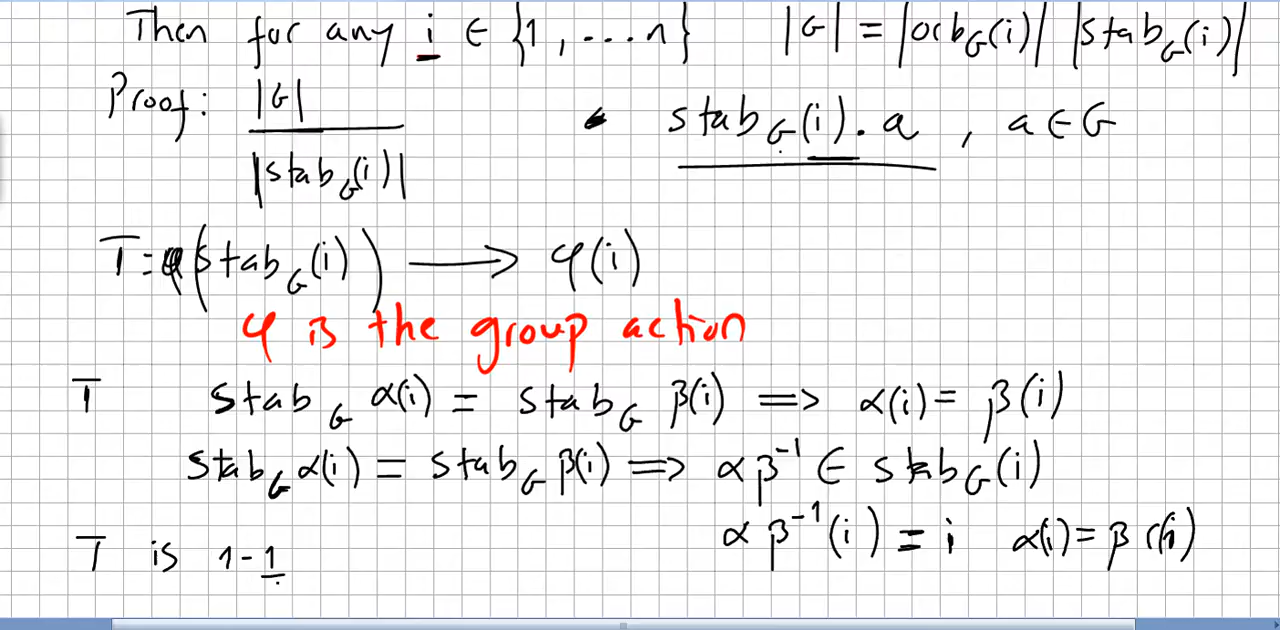 Then for any i ∈ {1, ... n} |G| = |orb_G(i)| |stab_G(i)|
Proof: |G| / |stab_G(i)| stab_G(i). a , a ∈ G
T = φ(stab_G(i)) ⟶ φ(i)
φ is the group action
T stab_G α(i) = stab_G β(i) ⟹ α(i) = β(i)
stab_G α(i) = stab_G β(i) ⟹ αβ⁻¹ ∈ stab_G(i)
αβ⁻¹(i) = i α(i) = β(i)
T is 1-1